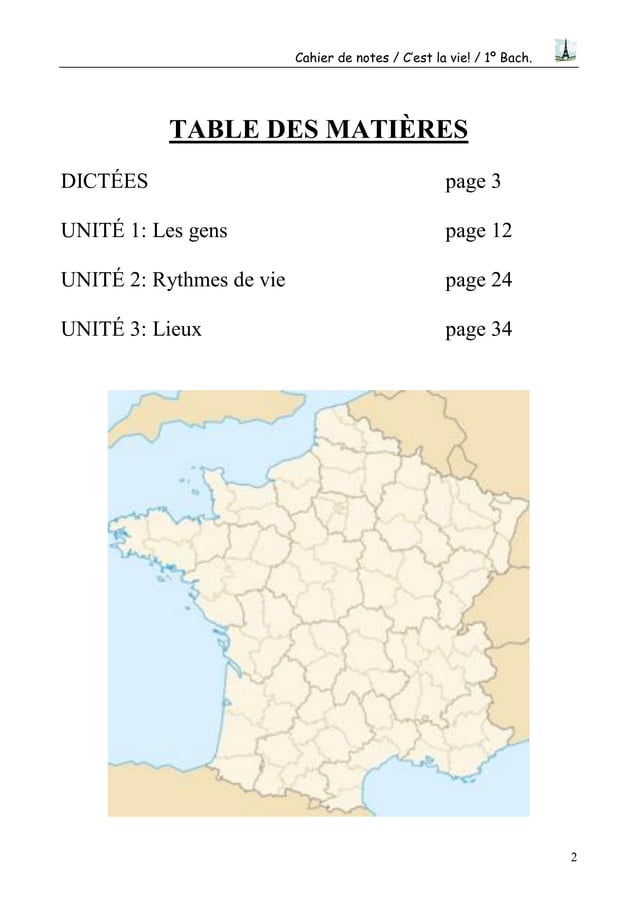 Cahier de notes / C'est la vie! / 1º Bach.
TABLE DES MATIÈRES
DICTÉES page 3
UNITÉ 1: Les gens page 12
UNITÉ 2: Rythmes de vie page 24
UNITÉ 3: Lieux page 34
2